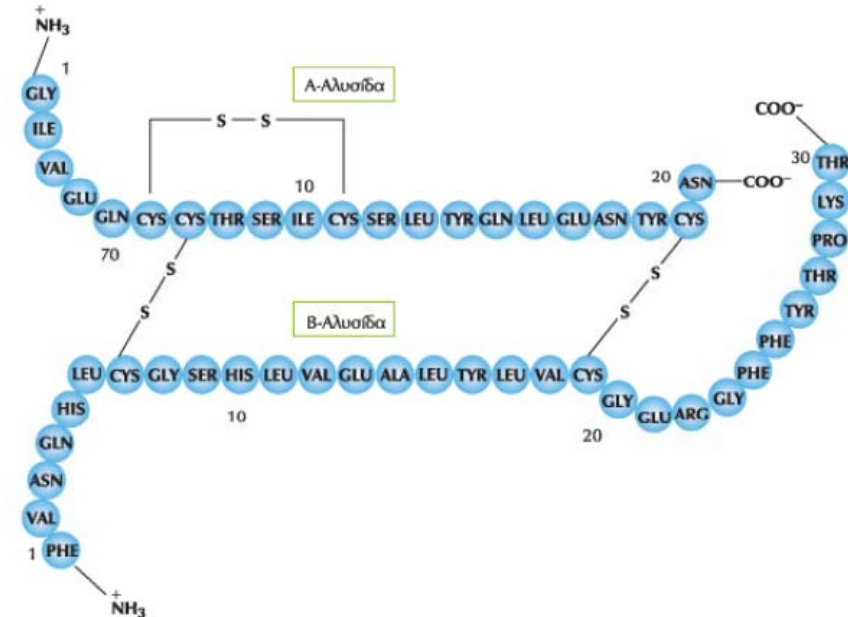 +
NH₃
1
A-Αλυσίδα
GLY ILE VAL GLU GLN CYS CYS THR SER ILE CYS SER LEU TYR GLN LEU GLU ASN TYR CYS ASN
S S
10
20
COO⁻
70
S
S
S
S
B-Αλυσίδα
PHE VAL ASN GLN HIS LEU CYS GLY SER HIS LEU VAL GLU ALA LEU TYR LEU VAL CYS GLY GLU ARG GLY PHE PHE TYR THR PRO LYS THR
1
10
20
30
COO⁻
+
NH₃